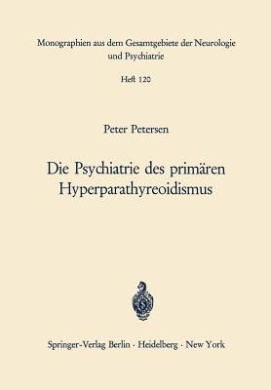 Monographien aus dem Gesamtgebiete der Neurologie
und Psychiatrie
Heft 120
Peter Petersen
Die Psychiatrie des primären
Hyperparathyreoidismus
Springer-Verlag Berlin · Heidelberg · New York